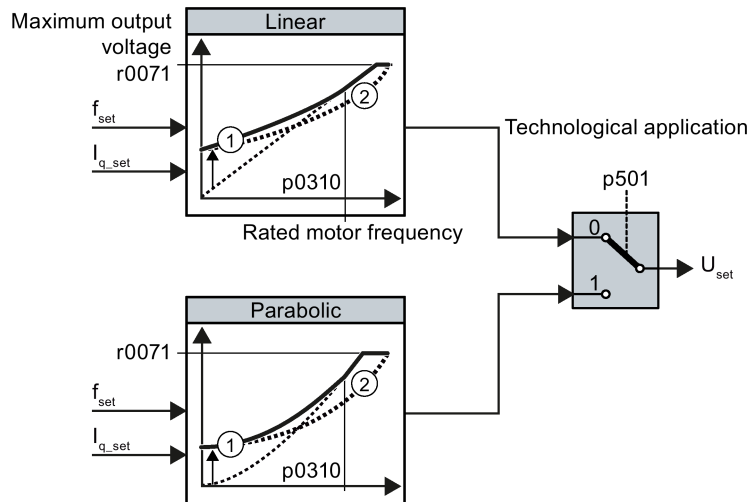 Maximum output
voltage
r0071
Linear
f_set
I_q_set
1
2
p0310
Rated motor frequency
Technological application
p501
0
1
U_set
Parabolic
r0071
f_set
I_q_set
1
2
p0310